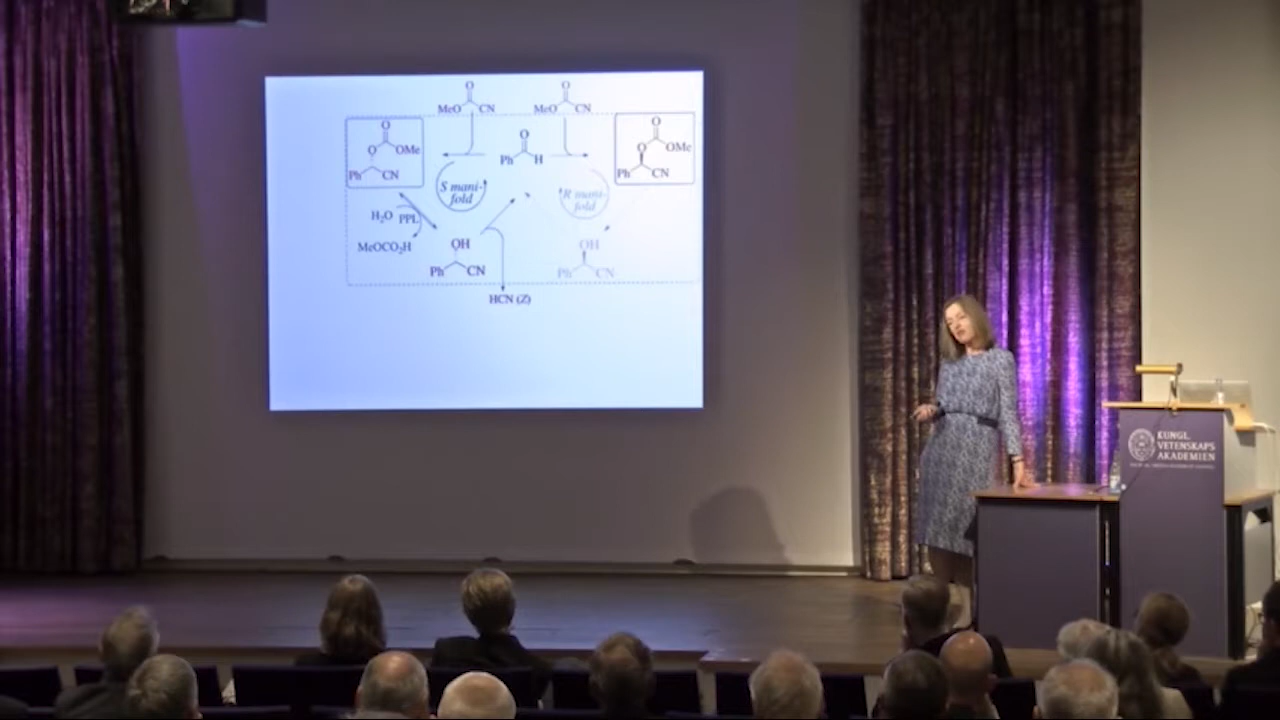 O
O
MeO CN
MeO CN
O
O OMe
Ph CN
O
Ph H
O
O OMe
Ph CN
S mani-
fold
R mani-
fold
H₂O PPL
MeOCO₂H
OH
Ph CN
OH
Ph CN
HCN (Z)
KUNGL.
VETENSKAPS
AKADEMIEN